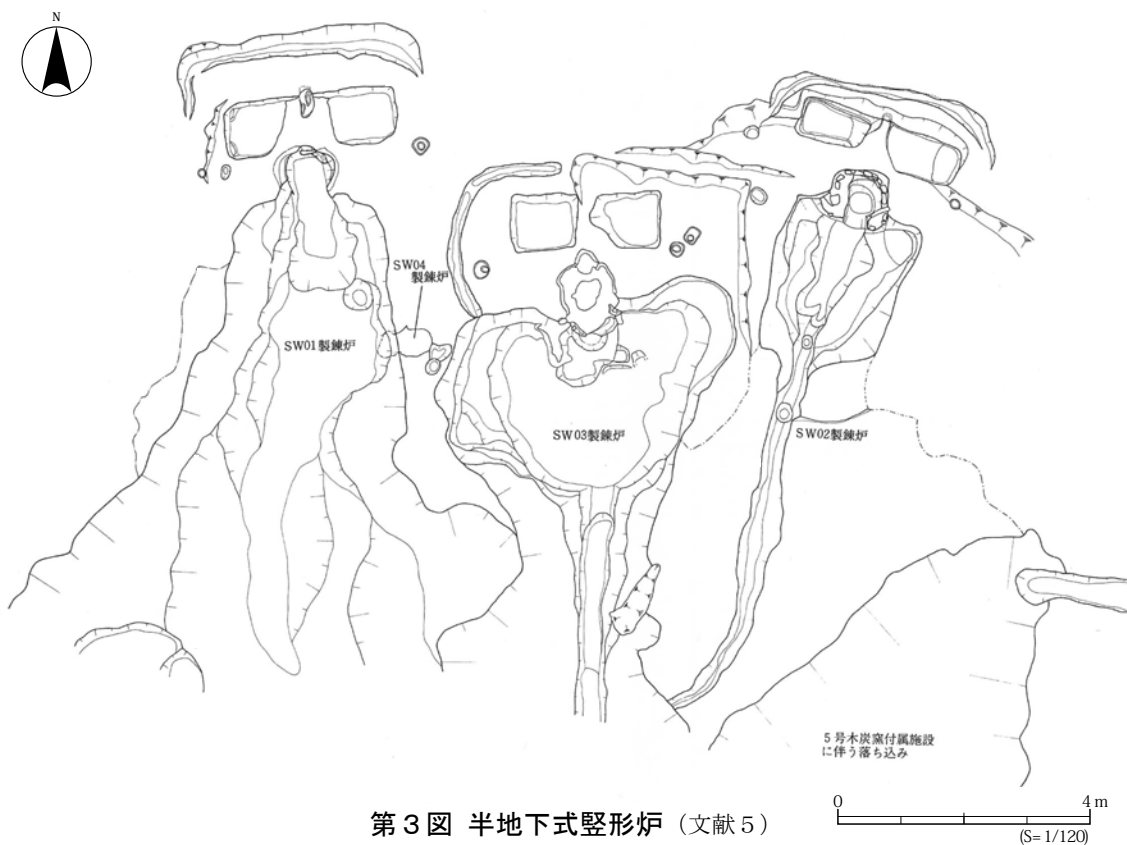 N
SW04
製錬炉
SW01製錬炉
SW03製錬炉
SW02製錬炉
5号木炭窯付属施設
に伴う落ち込み
第3図 半地下式竪形炉（文献5）
0 4 m
(S=1/120)